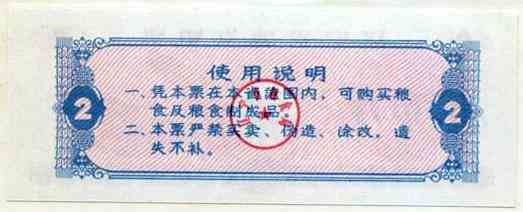 使用说明
一、凭本票在本省范围内，可购买粮
食及粮食制成品。
二、本票严禁买卖、伪造、涂改。遗
失不补。
2
2